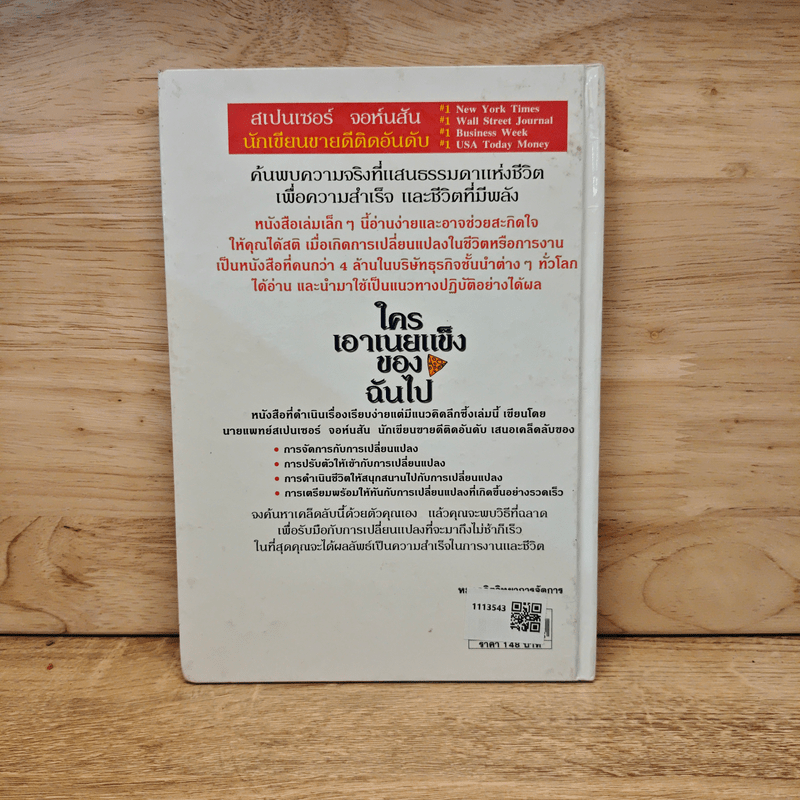 สเปนเซอร์ จอห์นสัน
นักเขียนขายดีติดอันดับ
#1 New York Times
#1 Wall Street Journal
#1 Business Week
#1 USA Today Money
ค้นพบความจริงที่แสนธรรมดาแห่งชีวิต
เพื่อความสำเร็จ และชีวิตที่มีพลัง
หนังสือเล่มเล็ก ๆ นี้อ่านง่ายและอาจช่วยสะกิดใจ
ให้คุณได้สติ เมื่อเกิดการเปลี่ยนแปลงในชีวิตหรือการงาน
เป็นหนังสือที่คนกว่า 4 ล้านในบริษัทธุรกิจชั้นนำต่าง ๆ ทั่วโลก
ได้อ่าน และนำมาใช้เป็นแนวทางปฏิบัติอย่างได้ผล
ใคร
เอาเนยแข็ง
ของ
ฉันไป
หนังสือที่ดำเนินเรื่องเรียบง่ายแต่มีแนวคิดลึกซึ้งเล่มนี้ เขียนโดย
นายแพทย์สเปนเซอร์ จอห์นสัน นักเขียนขายดีติดอันดับ เสนอเคล็ดลับของ
• การจัดการกับการเปลี่ยนแปลง
• การปรับตัวให้เข้ากับการเปลี่ยนแปลง
• การดำเนินชีวิตให้สนุกสนานไปกับการเปลี่ยนแปลง
• การเตรียมพร้อมให้ทันกับการเปลี่ยนแปลงที่เกิดขึ้นอย่างรวดเร็ว
จงค้นหาเคล็ดลับนี้ด้วยตัวคุณเอง แล้วคุณจะพบวิธีที่ฉลาด
เพื่อรับมือกับการเปลี่ยนแปลงที่จะมาถึงไม่ช้าก็เร็ว
ในที่สุดคุณจะได้ผลลัพธ์เป็นความสำเร็จในการงานและชีวิต
1113543
ราคา 148 บาท